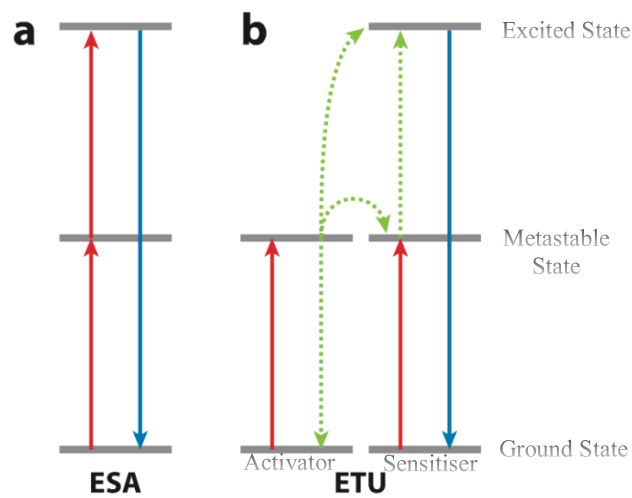 a
b
Excited State
Metastable
State
Ground State
Activator
Sensitiser
ESA
ETU